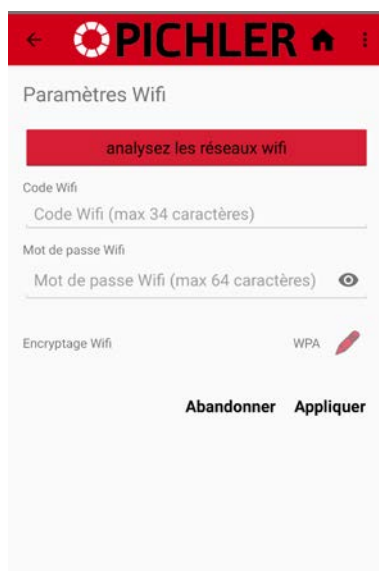 PICHLER
Paramètres Wifi
analysez les réseaux wifi
Code Wifi
Code Wifi (max 34 caractères)
Mot de passe Wifi
Mot de passe Wifi (max 64 caractères)
Encryptage Wifi WPA
Abandonner Appliquer